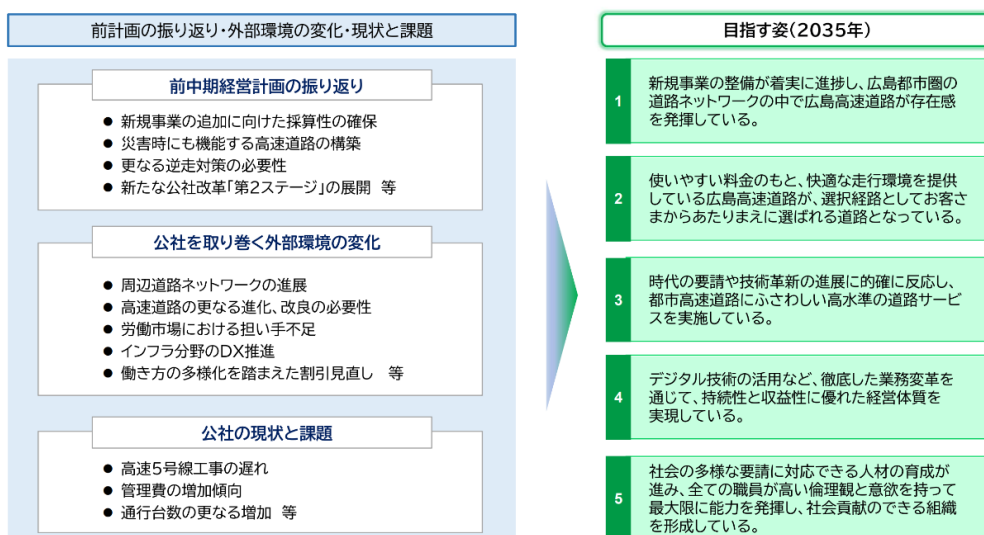 前計画の振り返り・外部環境の変化・現状と課題
前中期経営計画の振り返り
● 新規事業の追加に向けた採算性の確保
● 災害時にも機能する高速道路の構築
● 更なる逆走対策の必要性
● 新たな公社改革「第2ステージ」の展開 等
公社を取り巻く外部環境の変化
● 周辺道路ネットワークの進展
● 高速道路の更なる進化、改良の必要性
● 労働市場における担い手不足
● インフラ分野のDX推進
● 働き方の多様化を踏まえた割引見直し 等
公社の現状と課題
● 高速5号線工事の遅れ
● 管理費の増加傾向
● 通行台数の更なる増加 等
目指す姿(2035年)
1
新規事業の整備が着実に進捗し、広島都市圏の
道路ネットワークの中で広島高速道路が存在感
を発揮している。
2
使いやすい料金のもと、快適な走行環境を提供
している広島高速道路が、選択経路としてお客さ
まからあたりまえに選ばれる道路となっている。
3
時代の要請や技術革新の進展に的確に反応し、
都市高速道路にふさわしい高水準の道路サービ
スを実施している。
4
デジタル技術の活用など、徹底した業務変革を
通じて、持続性と収益性に優れた経営体質を
実現している。
5
社会の多様な要請に対応できる人材の育成が
進み、全ての職員が高い倫理観と意欲を持って
最大限に能力を発揮し、社会貢献のできる組織
を形成している。